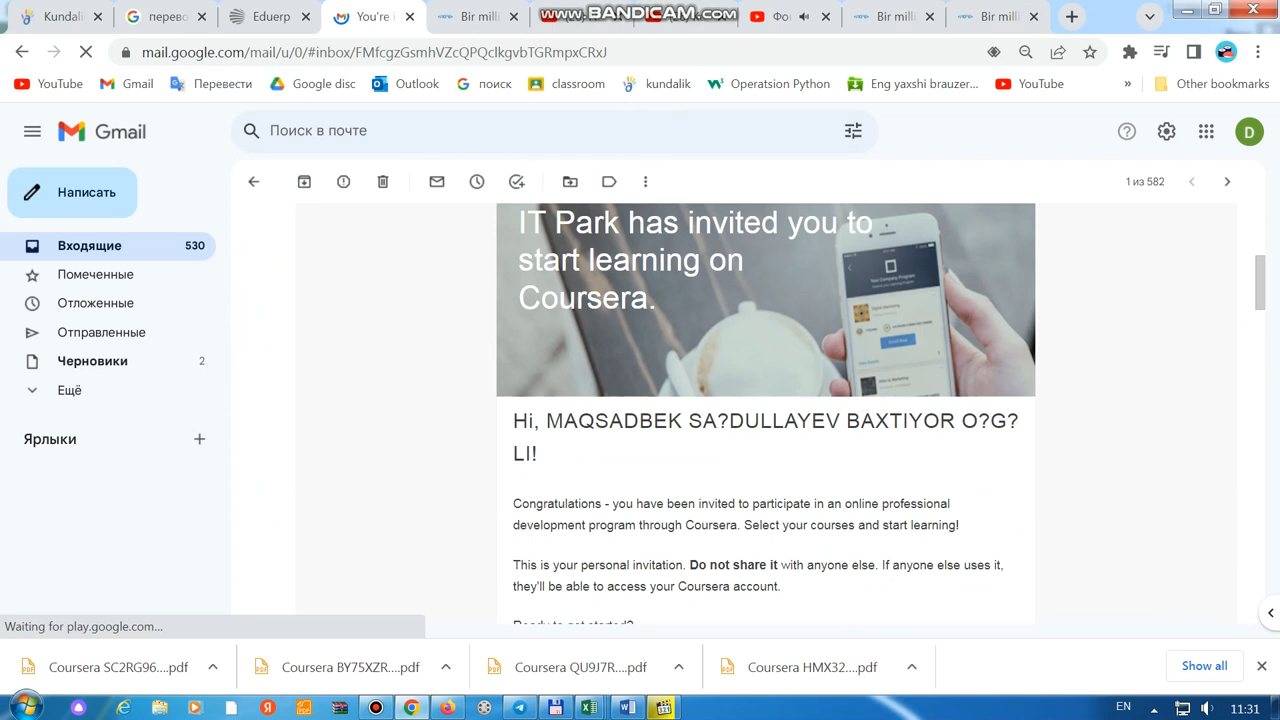 Kundali
перево
Eduerp
You're i
Bir mill
WWW.BANDICAM.COM
Фо
Bir milli
Bir milli
mail.google.com/mail/u/0/#inbox/FMfcgzGsmhVZcQPQclkgvbTGRmpxCRxJ
YouTube
Gmail
Перевести
Google disc
Outlook
поиск
classroom
kundalik
Operatsion Python
Eng yaxshi brauzer...
YouTube
»
Other bookmarks
Gmail
Поиск в почте
D
Написать
1 из 582
Входящие 530
Помеченные
Отложенные
Отправленные
Черновики 2
Ещё
Ярлыки
IT Park has invited you to
start learning on
Coursera.
Hi, MAQSADBEK SA?DULLAYEV BAXTIYOR O?G?
LI!
Congratulations - you have been invited to participate in an online professional
development program through Coursera. Select your courses and start learning!
This is your personal invitation. Do not share it with anyone else. If anyone else uses it,
they'll be able to access your Coursera account.
Ready to get started?
Waiting for play.google.com...
Coursera SC2RG96....pdf
Coursera BY75XZR....pdf
Coursera QU9J7R....pdf
Coursera HMX32....pdf
Show all
EN
11:31